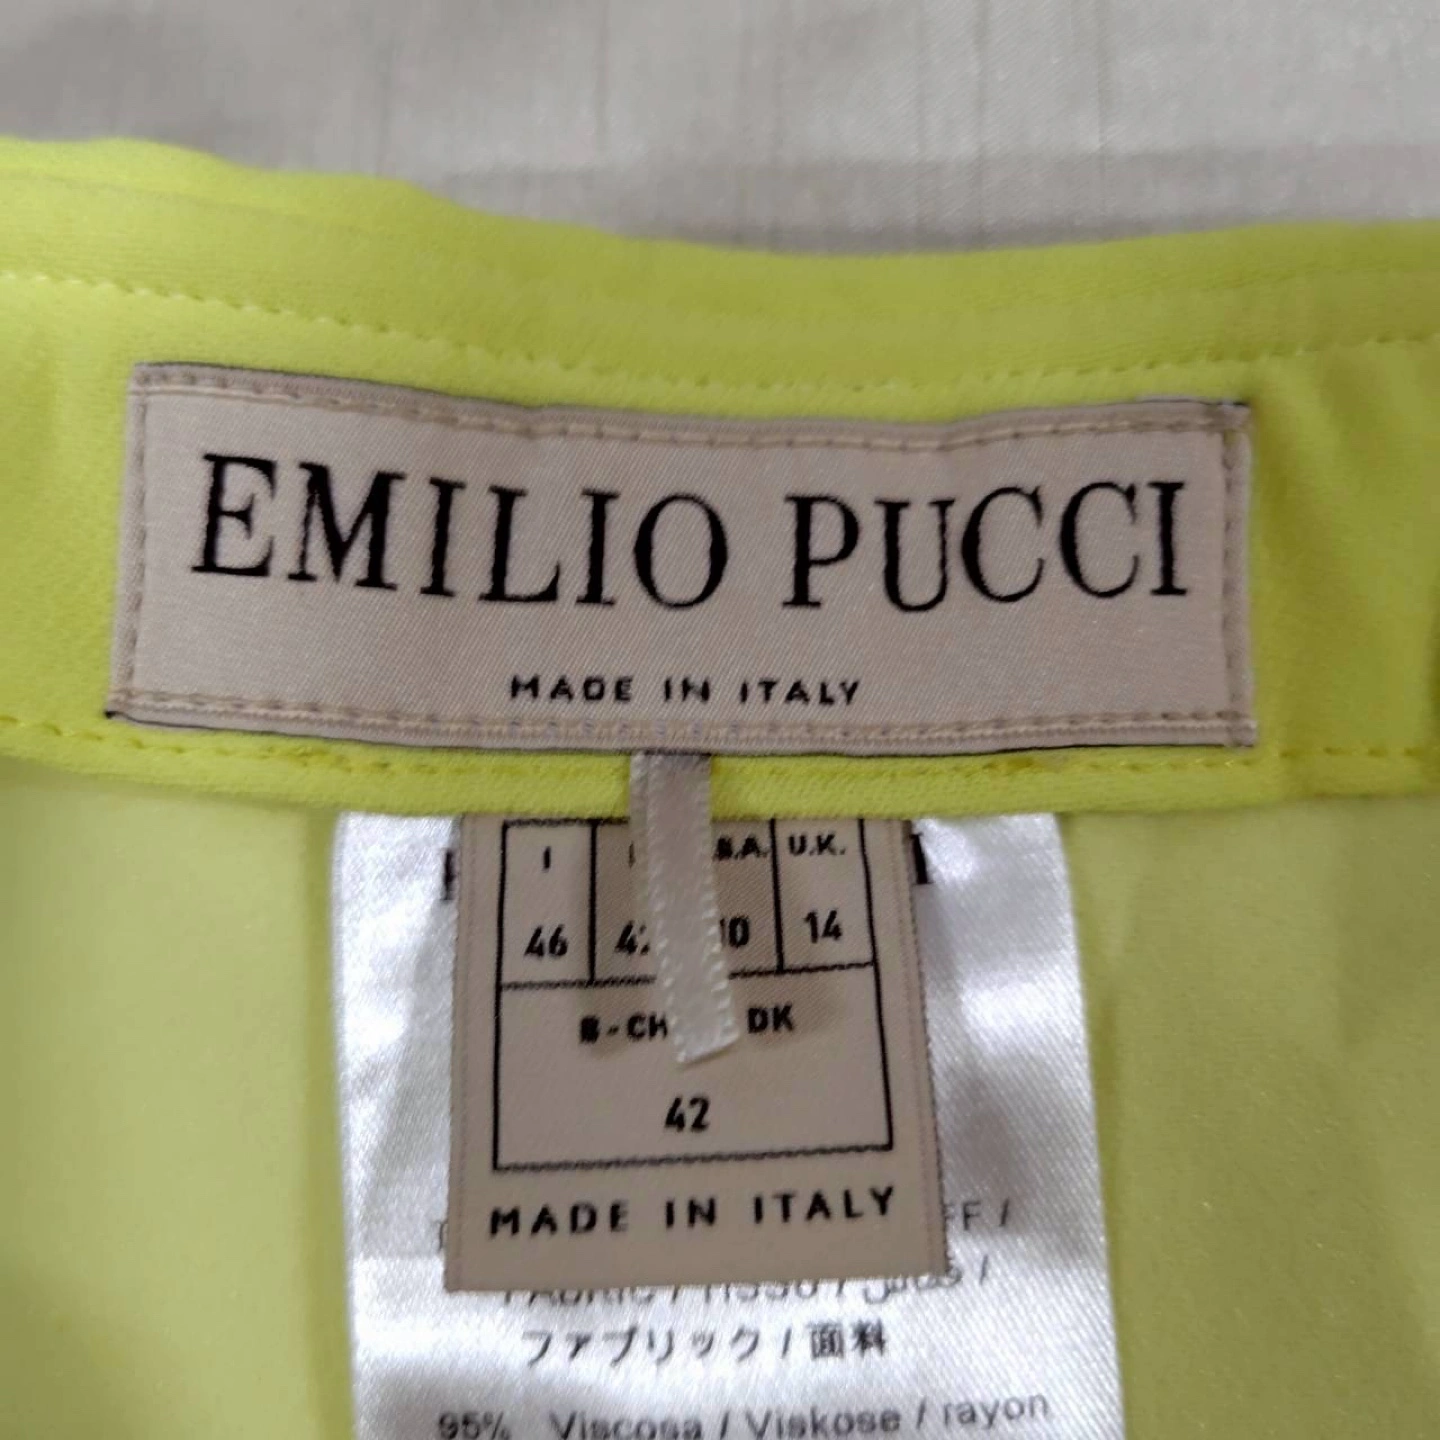 EMILIO PUCCI
MADE IN ITALY
I U.K.
46 14
DK
42
MADE IN ITALY
ファブリック / 面料
95% Viscosa / Viskose / rayon